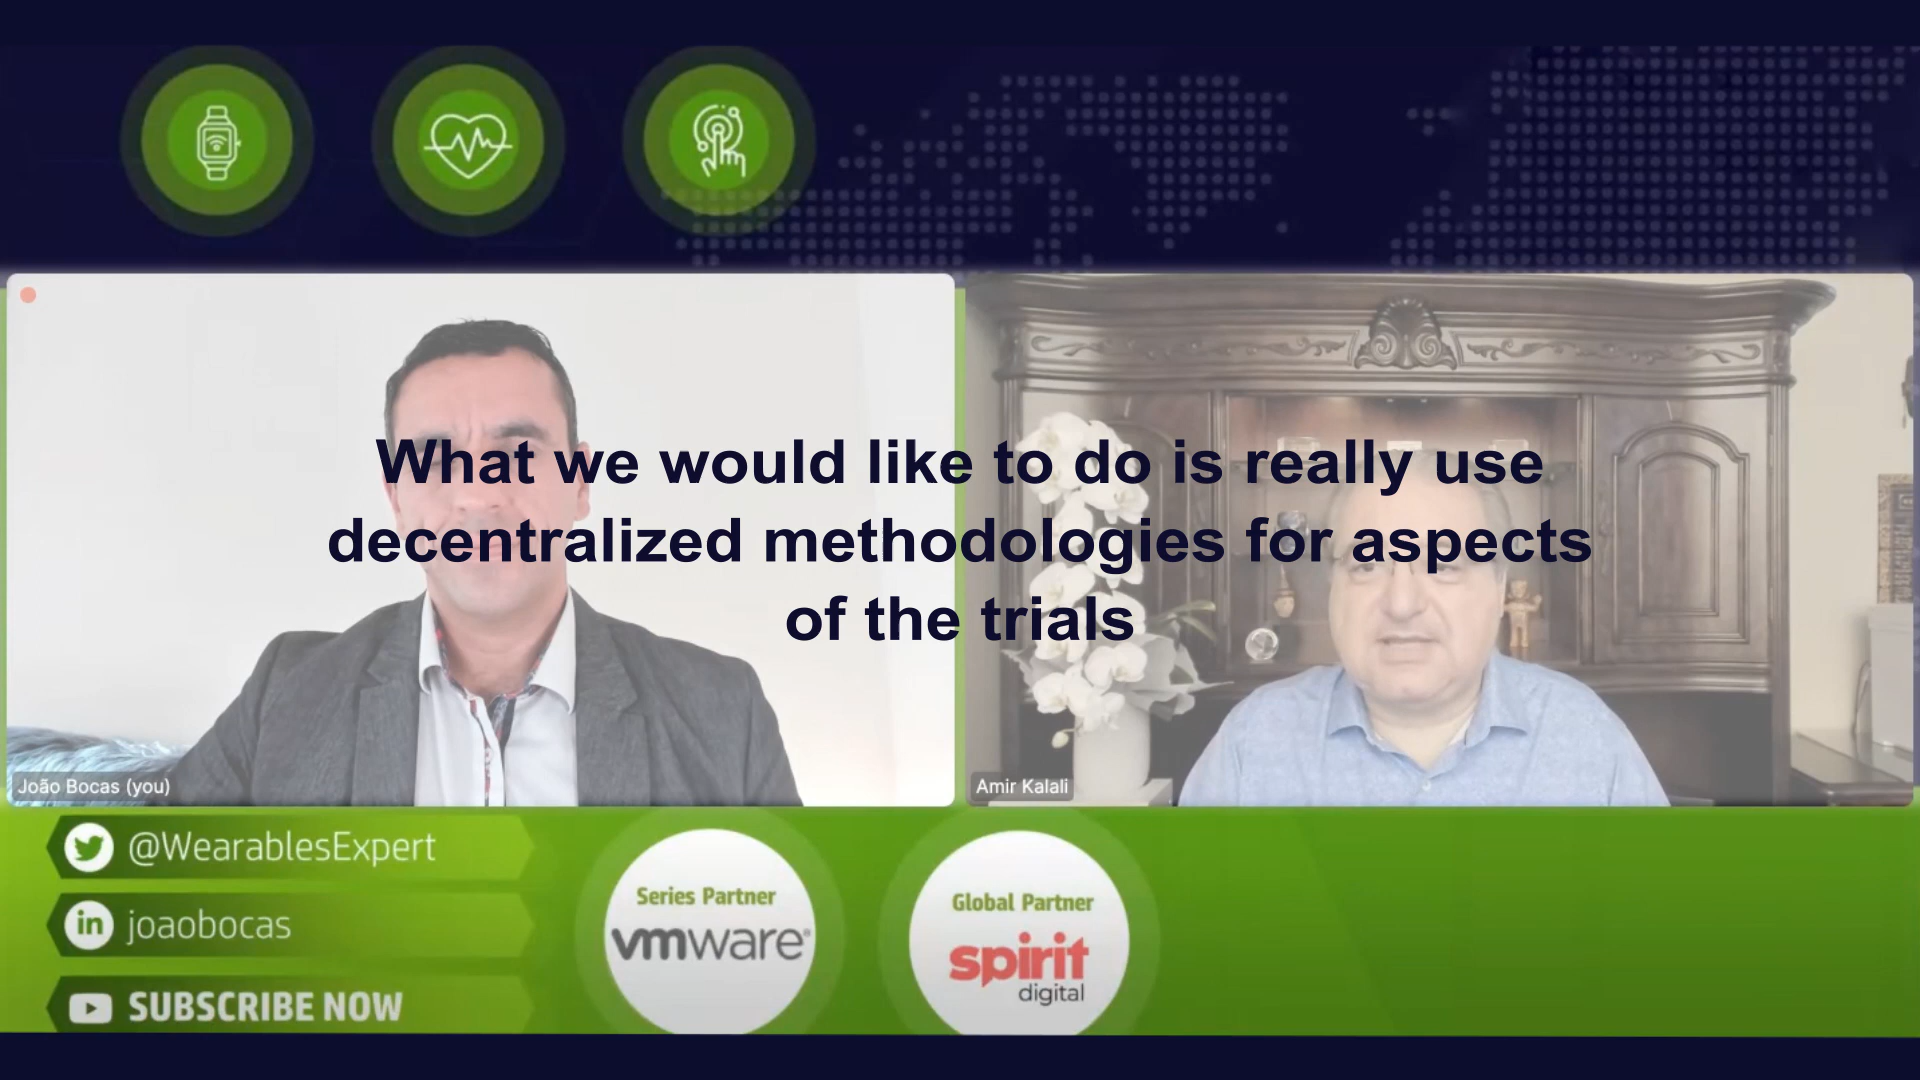 What we would like to do is really use
decentralized methodologies for aspects
of the trials
João Bocas (you)
Amir Kalali
@WearablesExpert
in joaobocas
SUBSCRIBE NOW
Series Partner
vmware®
Global Partner
spirit
digital